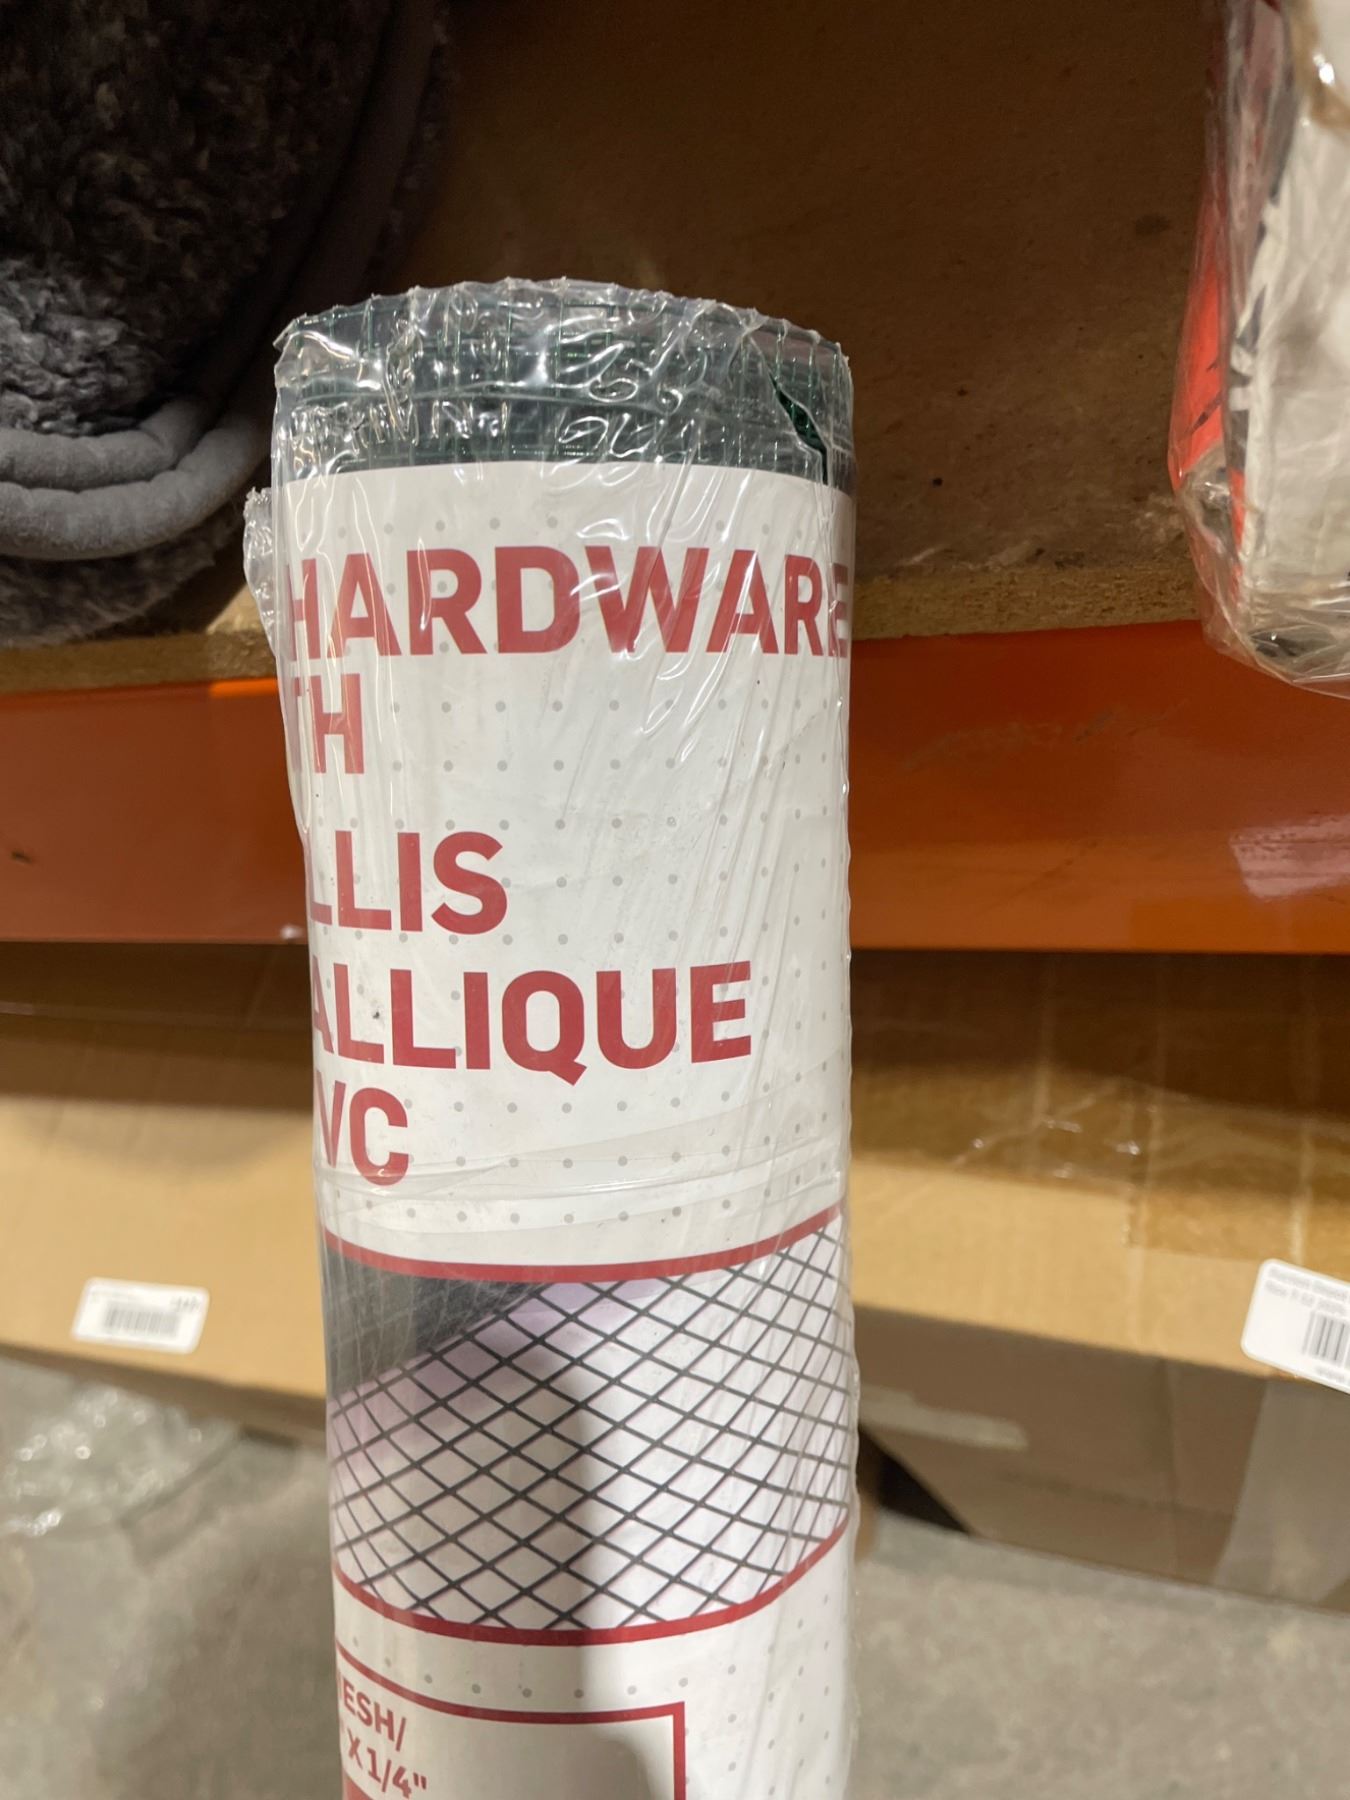 HARDWARE
TH
LLIS
ALLIQUE
VC
ESH/
X 1/4"